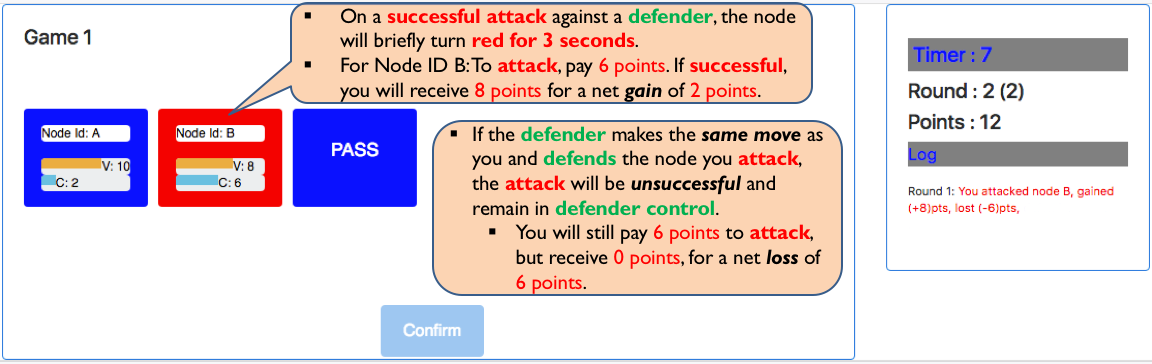 Game 1
▪ On a successful attack against a defender, the node
will briefly turn red for 3 seconds.
▪ For Node ID B: To attack, pay 6 points. If successful,
you will receive 8 points for a net gain of 2 points.
Node Id: A
V: 10
C: 2
Node Id: B
V: 8
C: 6
PASS
▪ If the defender makes the same move as
you and defends the node you attack,
the attack will be unsuccessful and
remain in defender control.
▪ You will still pay 6 points to attack,
but receive 0 points, for a net loss of
6 points.
Confirm
Timer : 7
Round : 2 (2)
Points : 12
Log
Round 1: You attacked node B, gained
(+8)pts, lost (-6)pts,